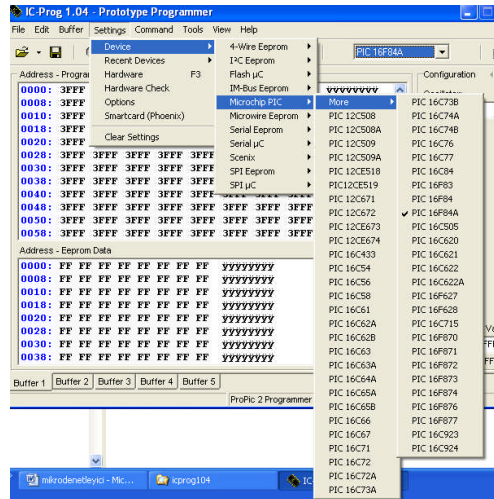 IC-Prog 1.04 - Prototype Programmer
File Edit Buffer Settings Command Tools View Help
PIC 16F84A
Device
Recent Devices
Hardware F3
Hardware Check
Options
Smartcard (Phoenix)
Clear Settings
4-Wire Eeprom
I²C Eeprom
Flash µC
IM-Bus Eeprom
Microchip PIC
Microwire Eeprom
Serial Eeprom
Serial µC
Scenix
SPI Eeprom
SPI µC
More
PIC 12C508
PIC 12C508A
PIC 12C509
PIC 12C509A
PIC 12CE518
PIC12CE519
PIC 12C671
PIC 12C672
PIC 12CE673
PIC 12CE674
PIC 16C433
PIC 16C54
PIC 16C56
PIC 16C58
PIC 16C61
PIC 16C62A
PIC 16C62B
PIC 16C63
PIC 16C63A
PIC 16C64A
PIC 16C65A
PIC 16C65B
PIC 16C66
PIC 16C67
PIC 16C71
PIC 16C72
PIC 16C72A
PIC 16C73A
PIC 16C73B
PIC 16C74A
PIC 16C74B
PIC 16C76
PIC 16C77
PIC 16C84
PIC 16F83
PIC 16F84
PIC 16F84A
PIC 16C505
PIC 16C620
PIC 16C621
PIC 16C622
PIC 16C622A
PIC 16F627
PIC 16F628
PIC 16C715
PIC 16F870
PIC 16F871
PIC 16F872
PIC 16F873
PIC 16F874
PIC 16F876
PIC 16F877
PIC 16C923
PIC 16C924
Configuration
Address - Progra
0000: 3FFF ÿÿÿÿÿÿÿÿ
0008: 3FFF
0010: 3FFF
0018: 3FFF
0020: 3FFF
0028: 3FFF 3FFF 3FFF 3FFF 3FFF
0030: 3FFF 3FFF 3FFF 3FFF 3FFF
0038: 3FFF 3FFF 3FFF 3FFF 3FFF
0048: 3FFF 3FFF 3FFF 3FFF 3FFF 3FFF 3FFF
0050: 3FFF 3FFF 3FFF 3FFF 3FFF 3FFF 3FFF
0058: 3FFF 3FFF 3FFF 3FFF 3FFF 3FFF 3FFF
Address - Eeprom Data
0000: FF FF FF FF FF FF FF FF ÿÿÿÿÿÿÿÿ
0008: FF FF FF FF FF FF FF FF ÿÿÿÿÿÿÿÿ
0010: FF FF FF FF FF FF FF FF ÿÿÿÿÿÿÿÿ
0018: FF FF FF FF FF FF FF FF ÿÿÿÿÿÿÿÿ
0020: FF FF FF FF FF FF FF FF ÿÿÿÿÿÿÿÿ
0028: FF FF FF FF FF FF FF FF ÿÿÿÿÿÿÿÿ
0030: FF FF FF FF FF FF FF FF ÿÿÿÿÿÿÿÿ
0038: FF FF FF FF FF FF FF FF ÿÿÿÿÿÿÿÿ
Buffer 1 Buffer 2 Buffer 3 Buffer 4 Buffer 5
ProPic 2 Programmer
mikrodenetleyici - Mic... icprog104 IC